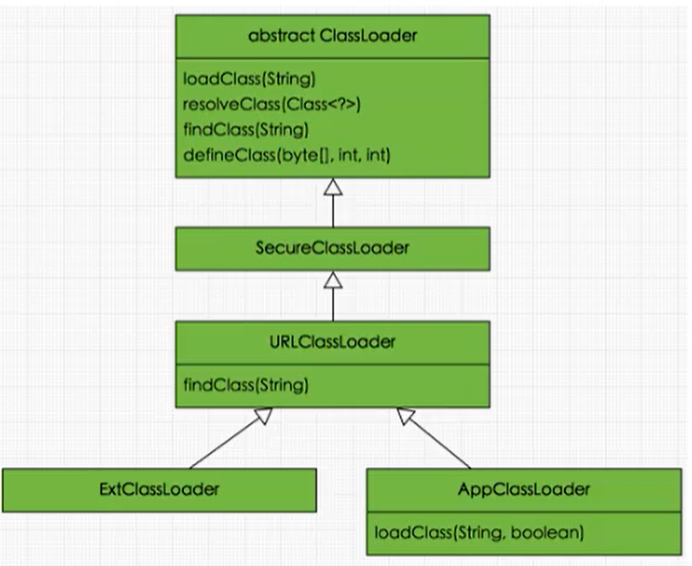 abstract ClassLoader
loadClass(String)
resolveClass(Class<?>)
findClass(String)
defineClass(byte[], int, int)
SecureClassLoader
URLClassLoader
findClass(String)
ExtClassLoader
AppClassLoader
loadClass(String, boolean)